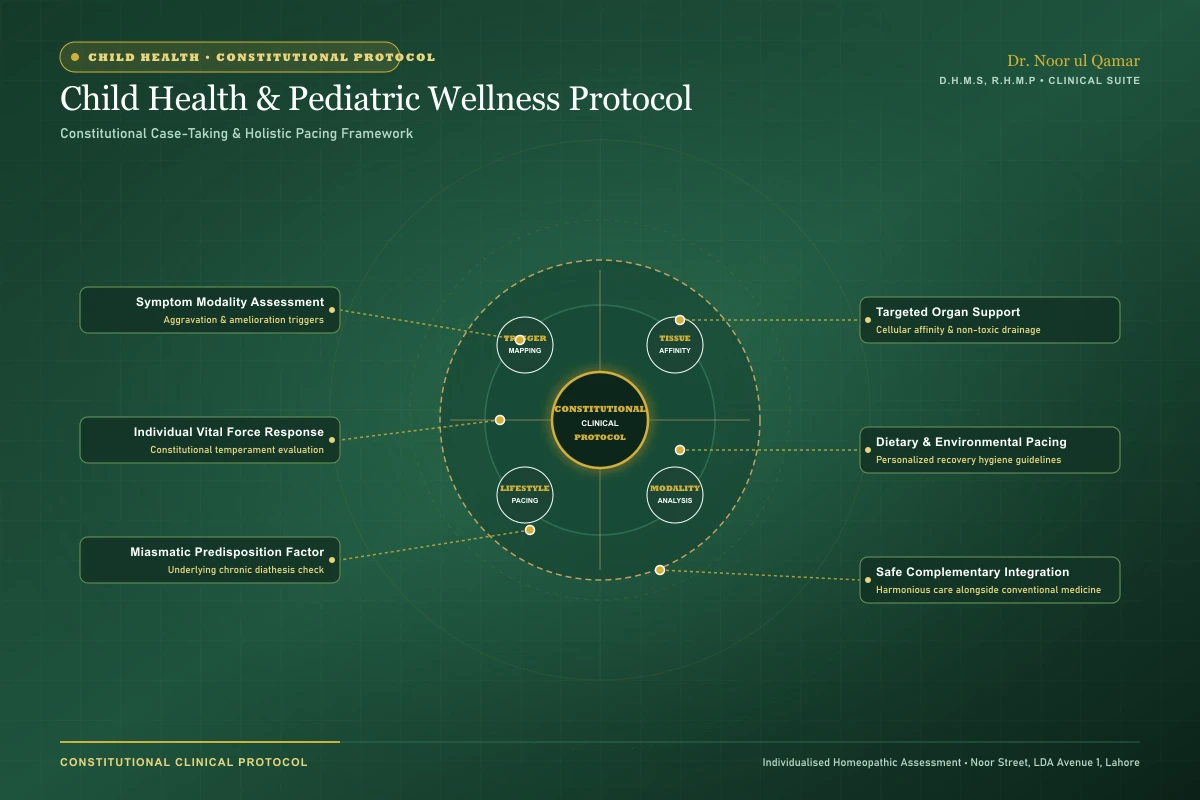 CHILD HEALTH • CONSTITUTIONAL PROTOCOL
Child Health & Pediatric Wellness Protocol
Constitutional Case-Taking & Holistic Pacing Framework
Dr. Noor ul Qamar
D.H.M.S, R.H.M.P • CLINICAL SUITE
Symptom Modality Assessment
Aggravation & amelioration triggers
Individual Vital Force Response
Constitutional temperament evaluation
Miasmatic Predisposition Factor
Underlying chronic diathesis check
TRIGGER
MAPPING
TISSUE
AFFINITY
CONSTITUTIONAL
CLINICAL
PROTOCOL
LIFESTYLE
PACING
MODALITY
ANALYSIS
Targeted Organ Support
Cellular affinity & non-toxic drainage
Dietary & Environmental Pacing
Personalized recovery hygiene guidelines
Safe Complementary Integration
Harmonious care alongside conventional medicine
CONSTITUTIONAL CLINICAL PROTOCOL
Individualised Homeopathic Assessment • Noor Street, LDA Avenue 1, Lahore